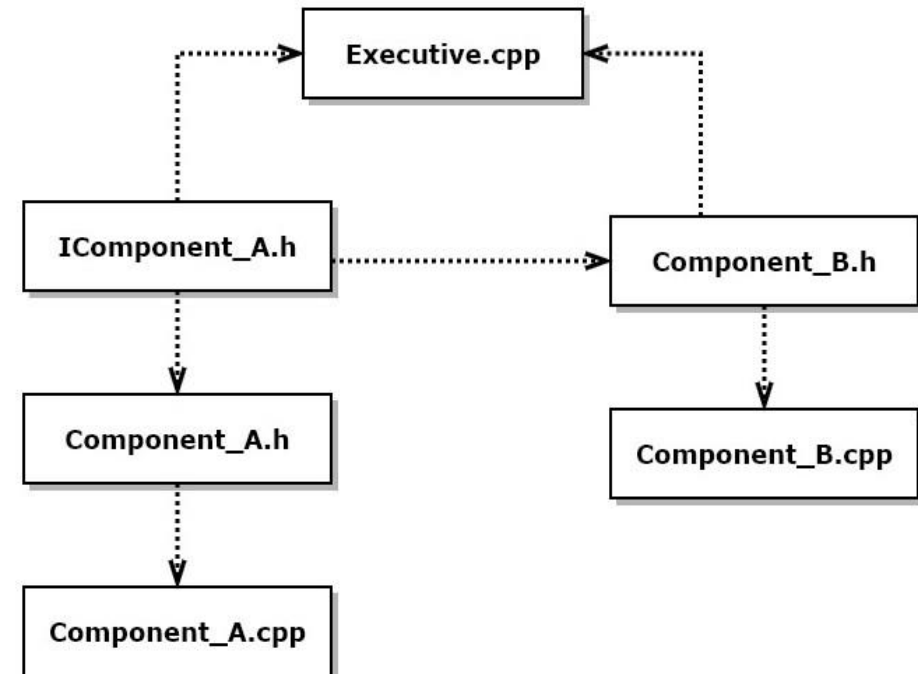 Executive.cpp
IComponent_A.h
Component_B.h
Component_A.h
Component_B.cpp
Component_A.cpp